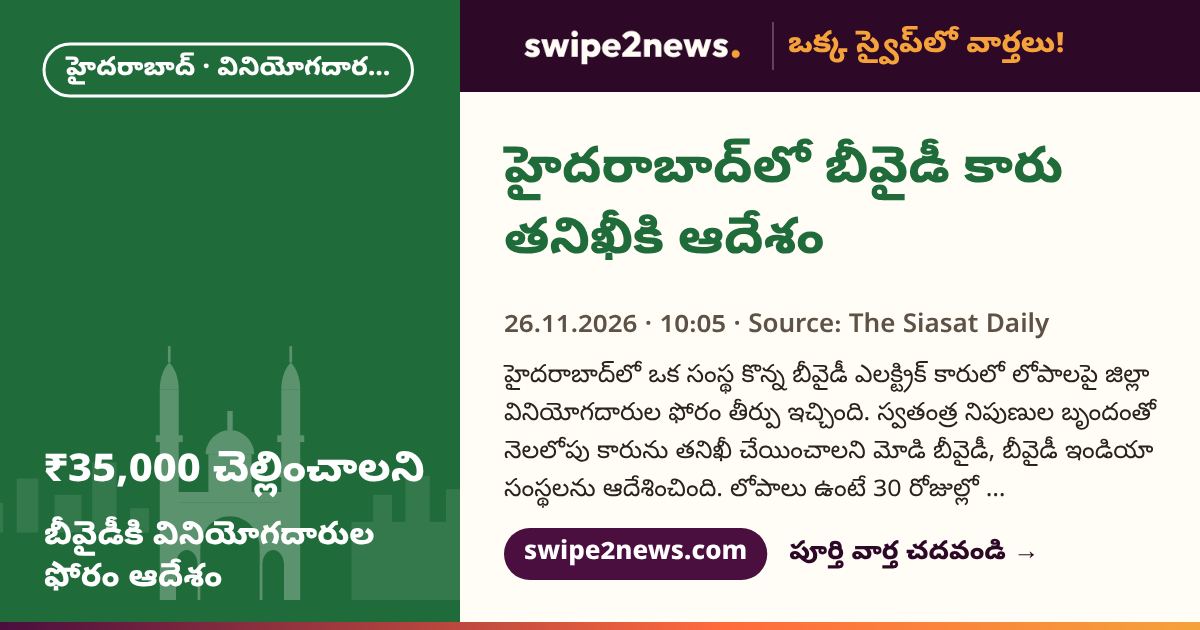 హైదరాబాద్ · వినియోగదార...
swipe2news.
ఒక్క స్వైప్‌లో వార్తలు!
హైదరాబాద్‌లో బీవైడీ కారు
తనిఖీకి ఆదేశం
26.11.2026 · 10:05 · Source: The Siasat Daily
హైదరాబాద్‌లో ఒక సంస్థ కొన్న బీవైడీ ఎలక్ట్రిక్ కారులో లోపాలపై జిల్లా
వినియోగదారుల ఫోరం తీర్పు ఇచ్చింది. స్వతంత్ర నిపుణుల బృందంతో
నెలలోపు కారును తనిఖీ చేయించాలని మోడి బీవైడీ, బీవైడీ ఇండియా
సంస్థలను ఆదేశించింది. లోపాలు ఉంటే 30 రోజుల్లో ...
₹35,000 చెల్లించాలని
బీవైడీకి వినియోగదారుల
ఫోరం ఆదేశం
swipe2news.com
పూర్తి వార్త చదవండి →